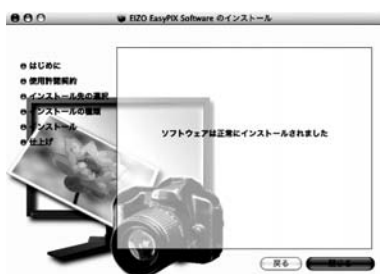 EIZO EasyPIX Software のインストール
はじめに
使用許諾契約
インストール先の選択
インストールの種類
インストール
仕上げ
ソフトウェアは正常にインストールされました
戻る
閉じる